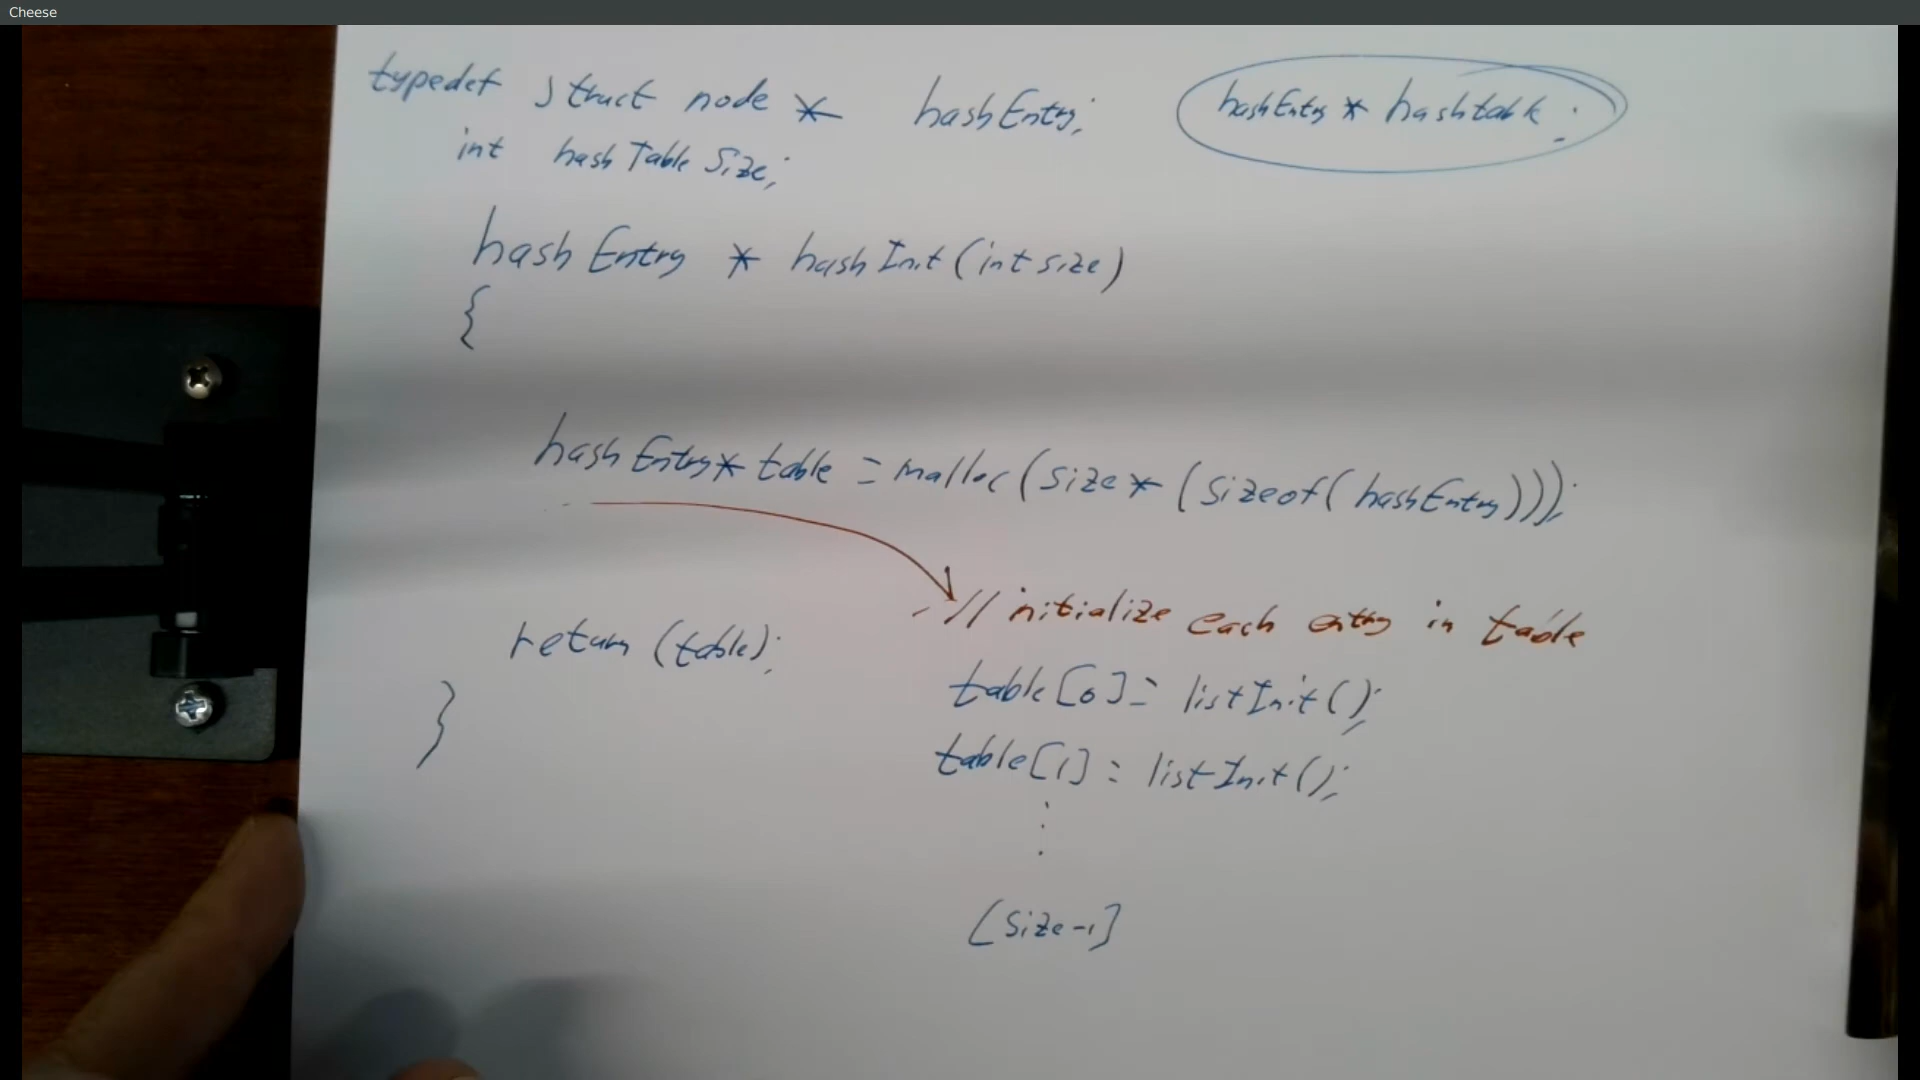 Cheese
typedef struct node * hashEntry; hashEntry * hashtable;
int hashTableSize;
hashEntry * hashInit(int size)
{
hashEntry* table = malloc(size* (sizeof(hashEntry)));
// initialize each entry in table
return (table);
table[0] = listInit();
}
table[1] = listInit();
[size-1]